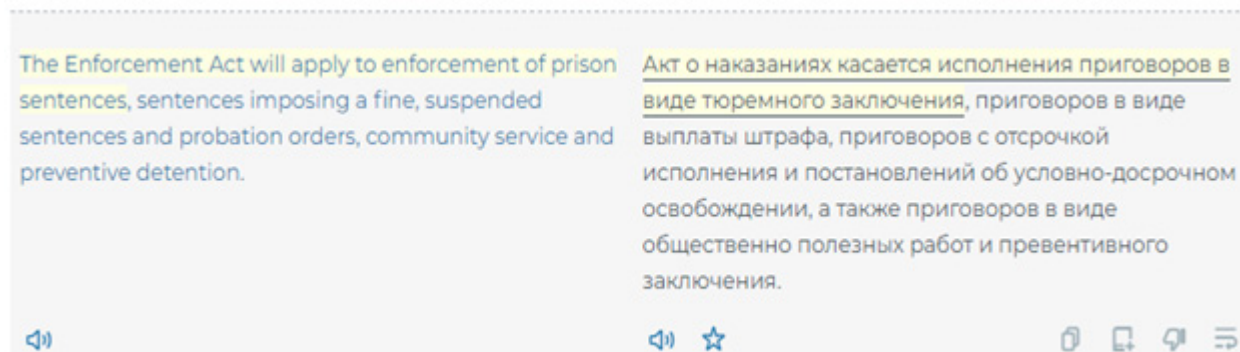 The Enforcement Act will apply to enforcement of prison
sentences, sentences imposing a fine, suspended
sentences and probation orders, community service and
preventive detention.
Акт о наказаниях касается исполнения приговоров в
виде тюремного заключения, приговоров в виде
выплаты штрафа, приговоров с отсрочкой
исполнения и постановлений об условно-досрочном
освобождении, а также приговоров в виде
общественно полезных работ и превентивного
заключения.